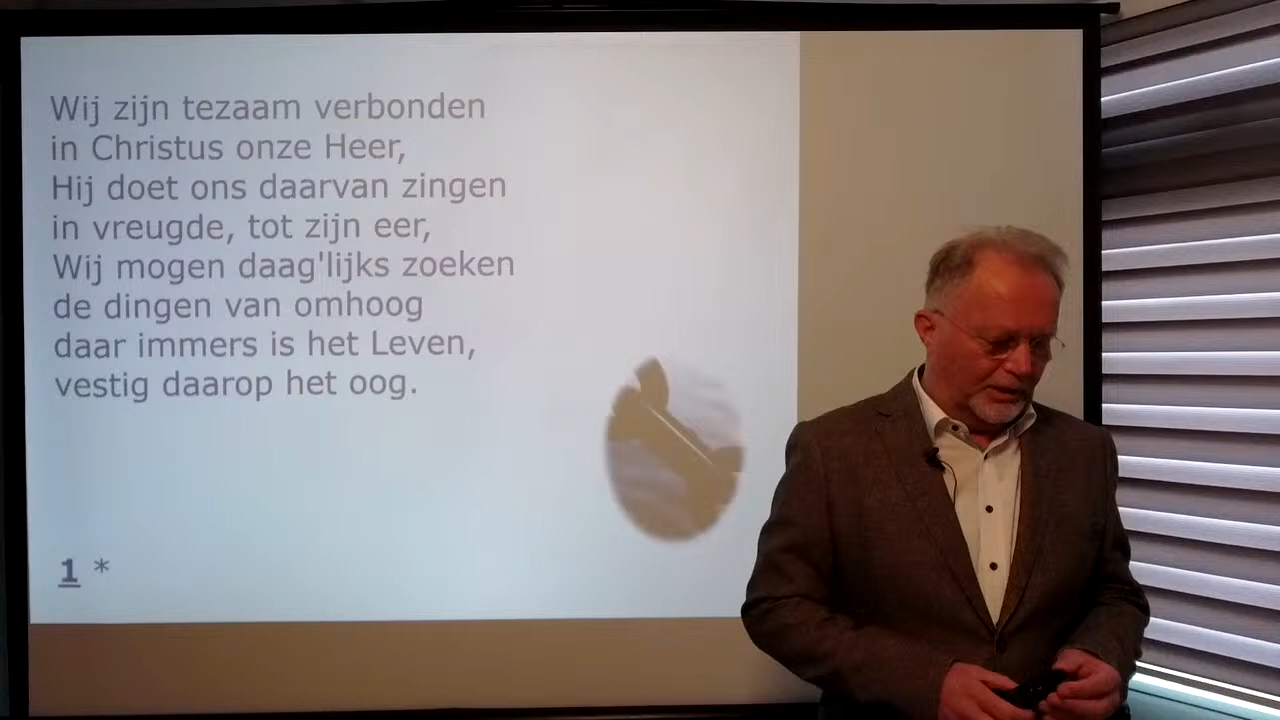 Wij zijn tezaam verbonden
in Christus onze Heer,
Hij doet ons daarvan zingen
in vreugde, tot zijn eer,
Wij mogen daag'lijks zoeken
de dingen van omhoog
daar immers is het Leven,
vestig daarop het oog.
1 *